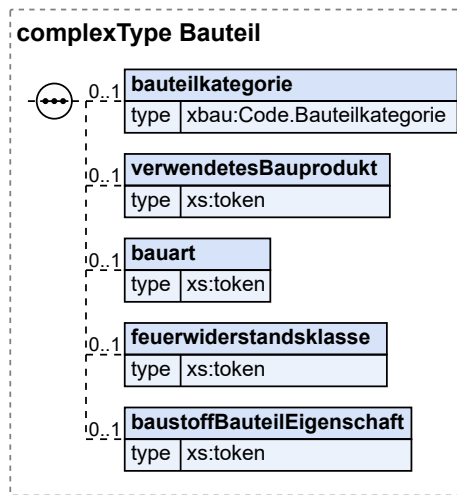 complexType Bauteil
0..1 bauteilkategorie
type xbau:Code.Bauteilkategorie
0..1 verwendetesBauprodukt
type xs:token
0..1 bauart
type xs:token
0..1 feuerwiderstandsklasse
type xs:token
0..1 baustoffBauteilEigenschaft
type xs:token